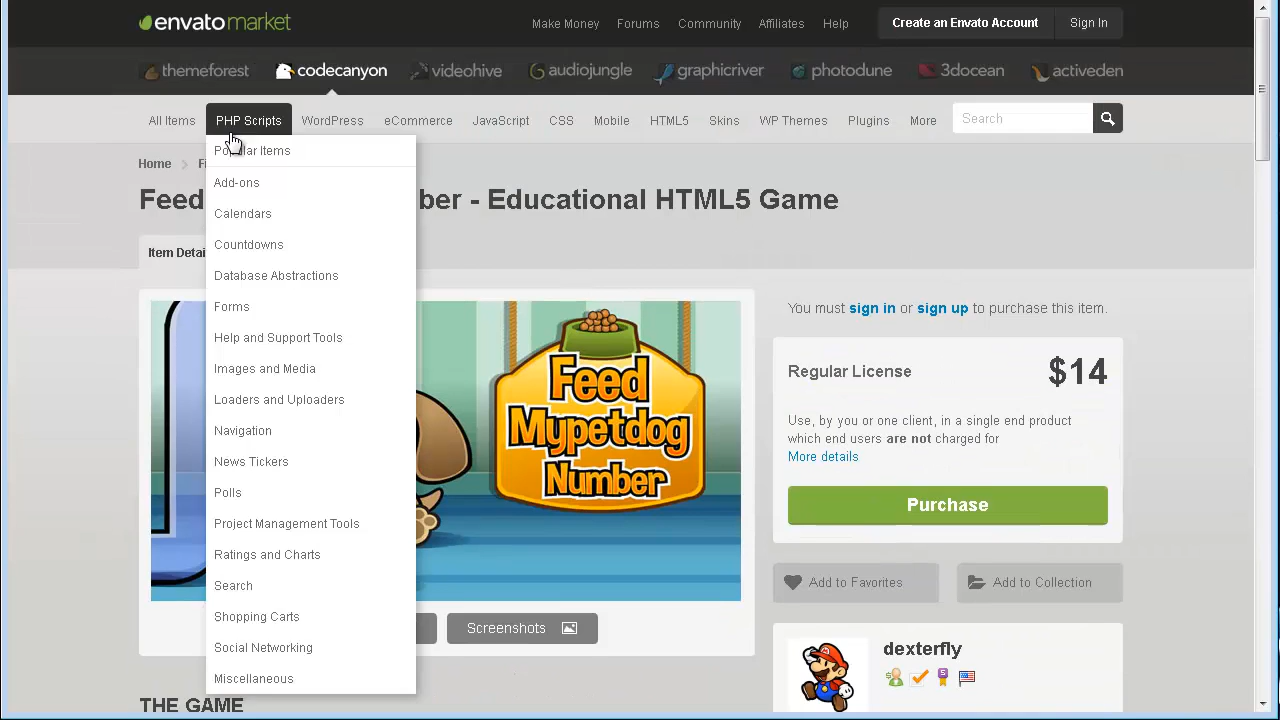 envatomarket
Make Money Forums Community Affiliates Help Create an Envato Account Sign In
themeforest codecanyon videohive audiojungle graphicriver photodune 3docean activeden
All Items PHP Scripts WordPress eCommerce JavaScript CSS Mobile HTML5 Skins WP Themes Plugins More Search
Home
Feed ber - Educational HTML5 Game
Item Detai
Popular Items
Add-ons
Calendars
Countdowns
Database Abstractions
Forms
Help and Support Tools
Images and Media
Loaders and Uploaders
Navigation
News Tickers
Polls
Project Management Tools
Ratings and Charts
Search
Shopping Carts
Social Networking
Miscellaneous
Feed
Mypetdog
Number
Screenshots
THE GAME
You must sign in or sign up to purchase this item.
Regular License $14
Use, by you or one client, in a single end product
which end users are not charged for
More details
Purchase
Add to Favorites Add to Collection
dexterfly